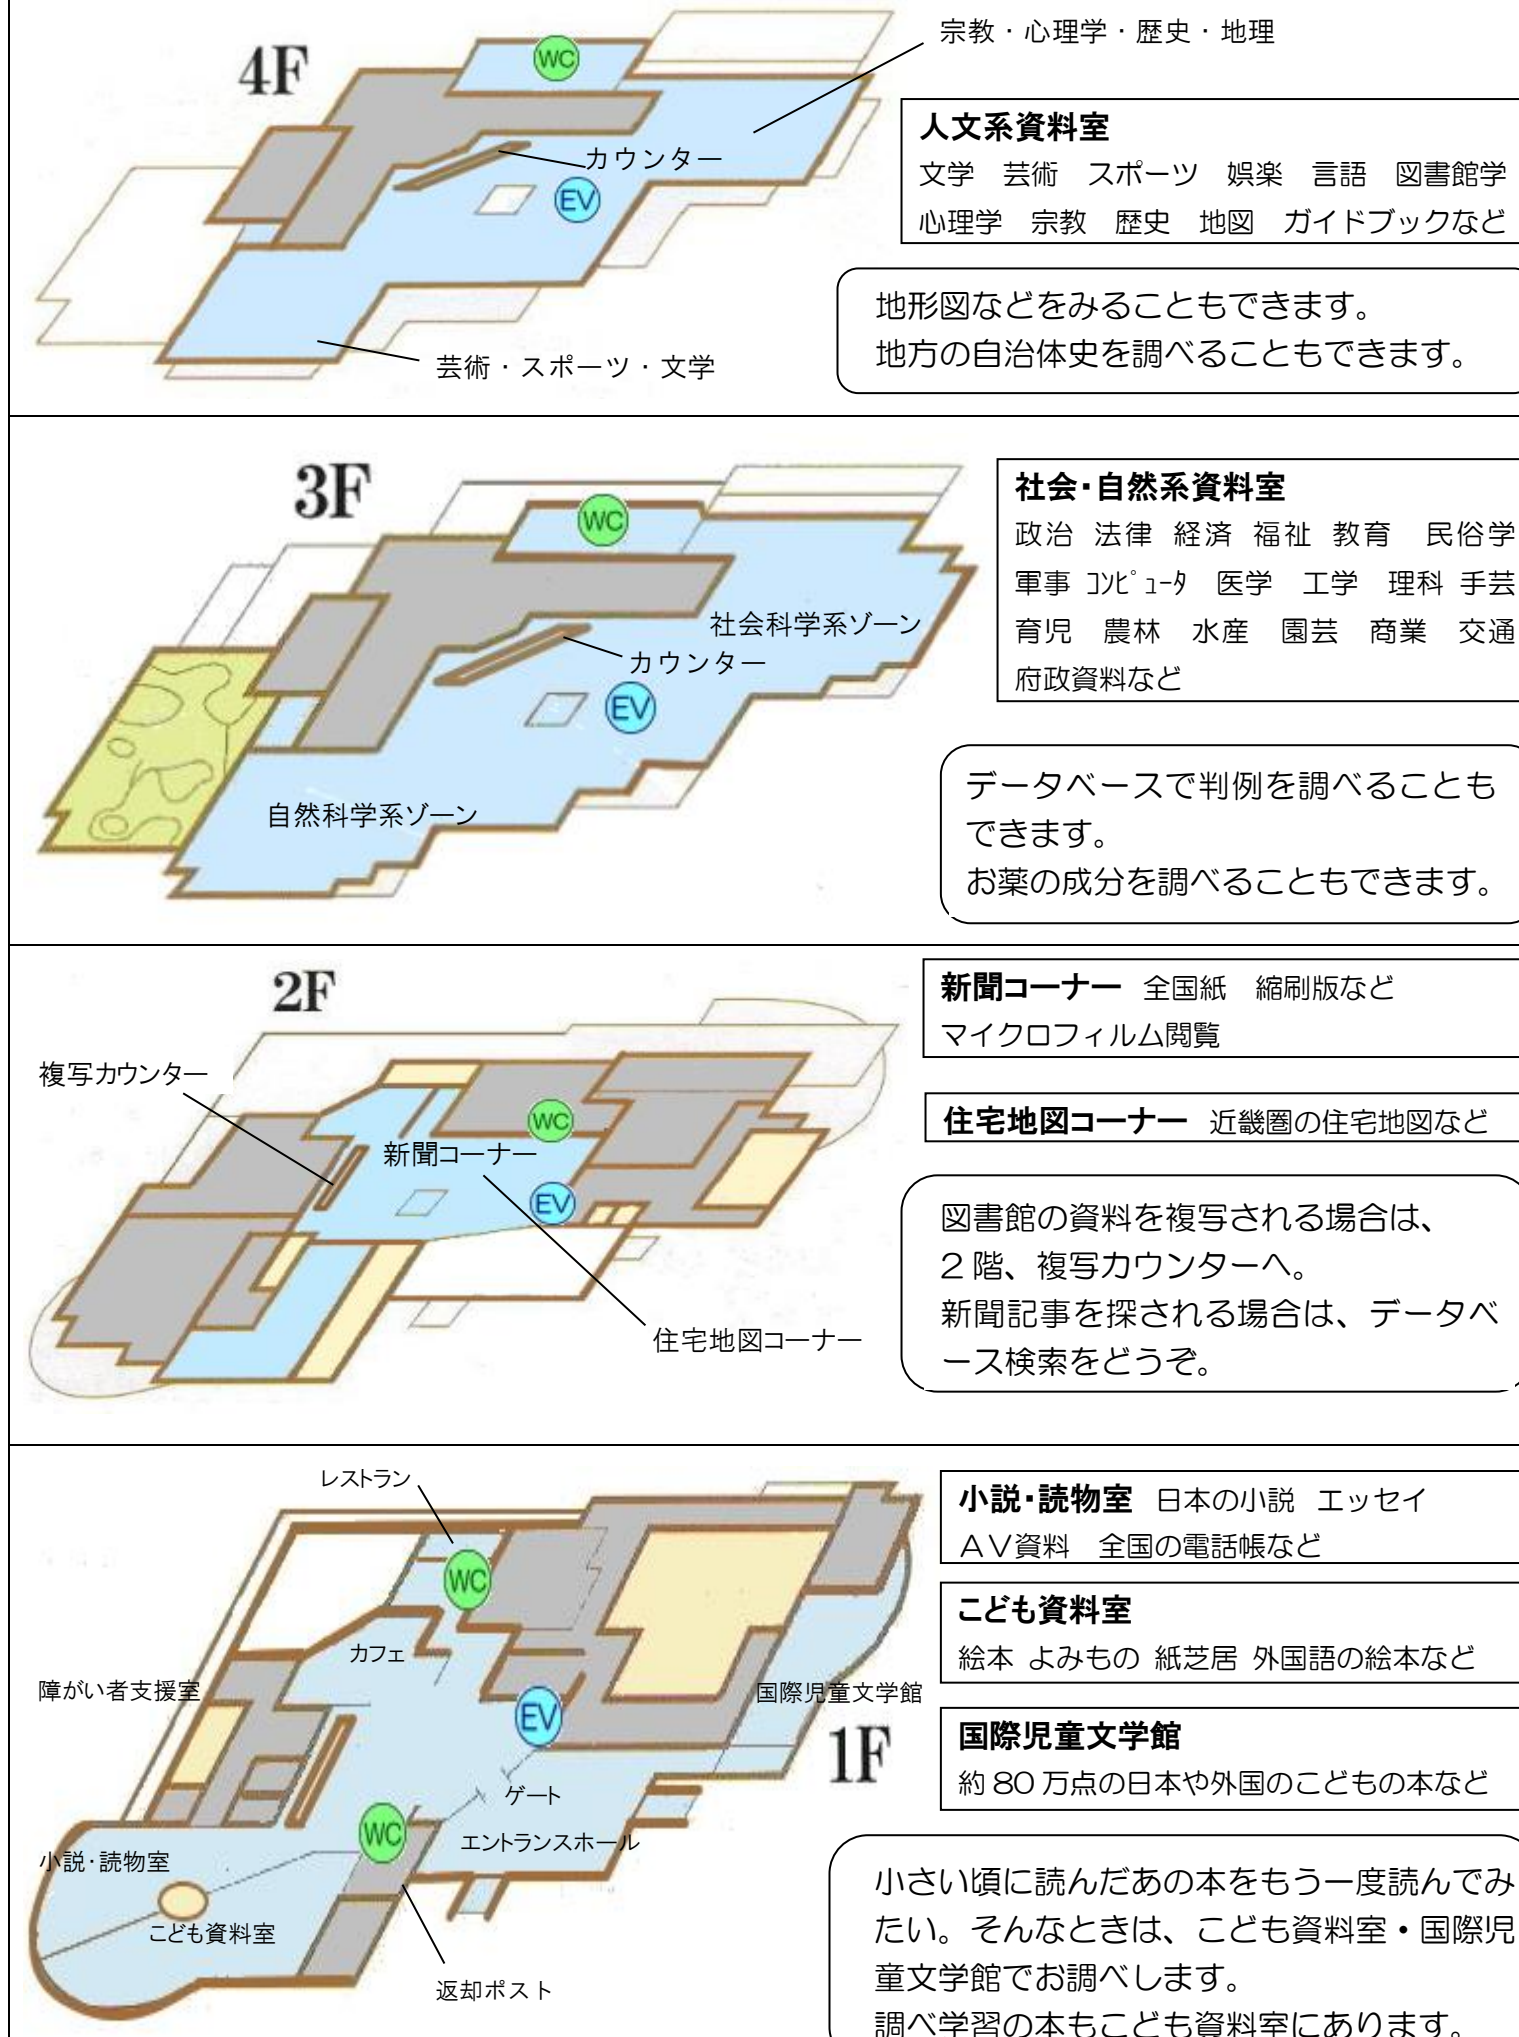 4F
WC
宗教・心理学・歴史・地理
カウンター
EV
芸術・スポーツ・文学
人文系資料室
文学　芸術　スポーツ　娯楽　言語　図書館学
心理学　宗教　歴史　地図　ガイドブックなど
地形図などをみることもできます。
地方の自治体史を調べることもできます。
3F
WC
社会科学系ゾーン
カウンター
EV
自然科学系ゾーン
社会・自然系資料室
政治 法律 経済 福祉 教育　民俗学
軍事 ｺﾝﾋﾟｭｰﾀ　医学　工学　理科 手芸
育児　農林　水産　園芸　商業　交通
府政資料など
データベースで判例を調べることも
できます。
お薬の成分を調べることもできます。
2F
複写カウンター
WC
新聞コーナー
EV
住宅地図コーナー
新聞コーナー 全国紙　縮刷版など
マイクロフィルム閲覧
住宅地図コーナー 近畿圏の住宅地図など
図書館の資料を複写される場合は、
２階、複写カウンターへ。
新聞記事を探される場合は、データベ
ース検索をどうぞ。
レストラン
WC
カフェ
障がい者支援室
国際児童文学館
EV
1F
ゲート
WC
エントランスホール
小説・読物室
こども資料室
返却ポスト
小説・読物室 日本の小説 エッセイ
ＡＶ資料　全国の電話帳など
こども資料室
絵本 よみもの 紙芝居 外国語の絵本など
国際児童文学館
約 80 万点の日本や外国のこどもの本など
小さい頃に読んだあの本をもう一度読んでみ
たい。そんなときは、こども資料室・国際児
童文学館でお調べします。
調べ学習の本もこども資料室にあります。